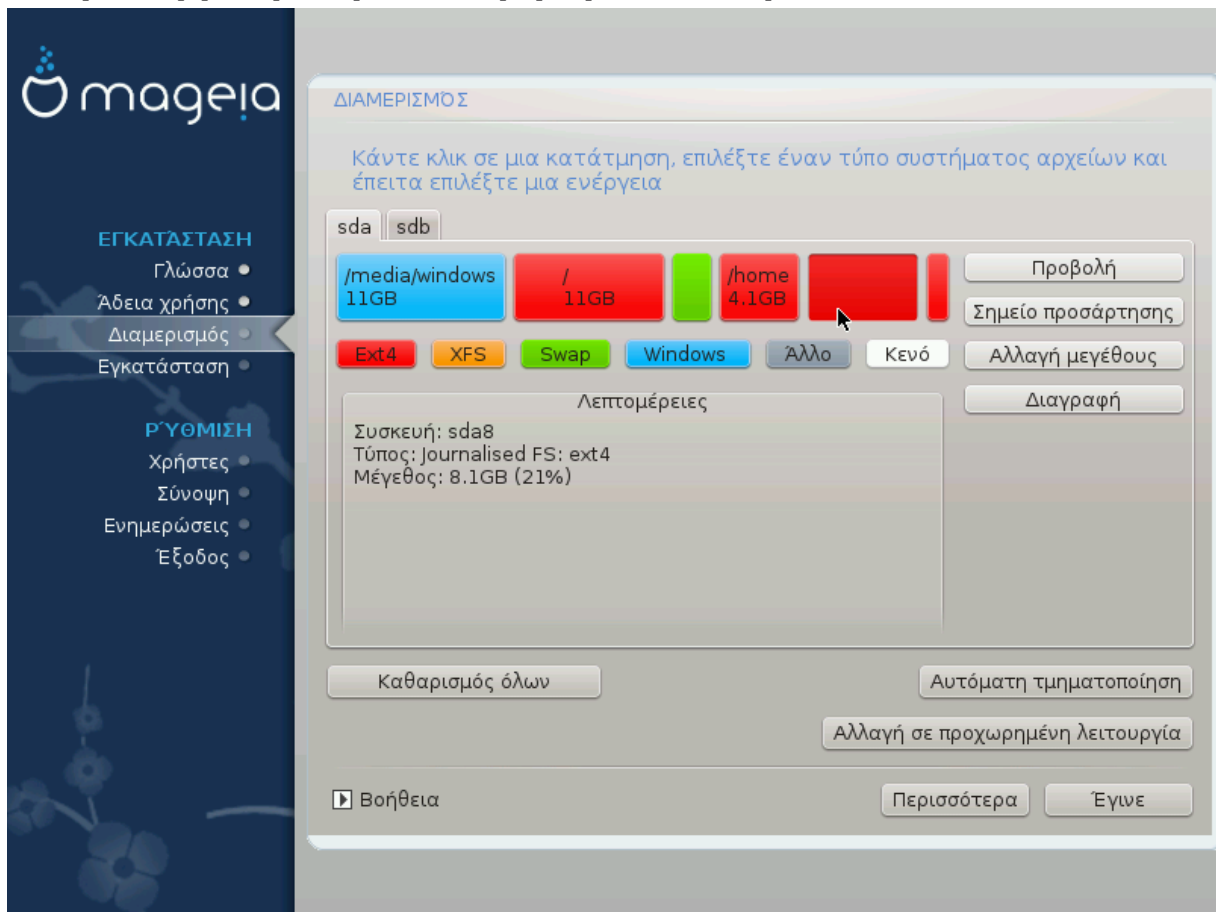 mageia
ΔΙΑΜΕΡΙΣΜΌΣ
Κάντε κλικ σε μια κατάτμηση, επιλέξτε έναν τύπο συστήματος αρχείων και
έπειτα επιλέξτε μια ενέργεια
sda sdb
/media/windows
11GB
/
11GB
/home
4.1GB
Ext4 XFS Swap Windows Άλλο Κενό
Προβολή
Σημείο προσάρτησης
Αλλαγή μεγέθους
Διαγραφή
Λεπτομέρειες
Συσκευή: sda8
Τύπος: Journalised FS: ext4
Μέγεθος: 8.1GB (21%)
ΕΓΚΑΤΆΣΤΑΣΗ
Γλώσσα
Άδεια χρήσης
Διαμερισμός
Εγκατάσταση
ΡΎΘΜΙΣΗ
Χρήστες
Σύνοψη
Ενημερώσεις
Έξοδος
Καθαρισμός όλων
Αυτόματη τμηματοποίηση
Αλλαγή σε προχωρημένη λειτουργία
Βοήθεια
Περισσότερα
Έγινε